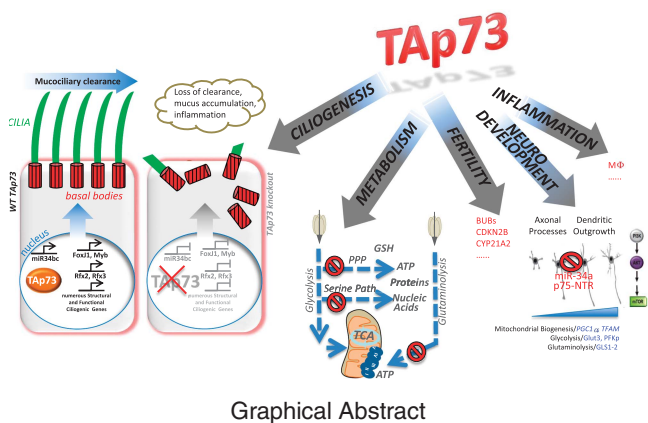 TAp73
Mucociliary clearance
CILIA
WT TAp73
basal bodies
nucleus
miR34bc
TAp73
FoxJ1, Myb
Rfx2, Rfx3
numerous Structural
and Functional
Ciliogenic Genes
Loss of clearance,
mucus accumulation,
inflammation
TAp73 knockout
miR34bc
TAp73
FoxJ1, Myb
Rfx2, Rfx3
numerous Structural
and Functional
Ciliogenic Genes
CILIOGENESIS
METABOLISM
FERTILITY
NEURO
DEVELOPMENT
INFLAMMATION
Glycolysis
PPP
GSH
ATP
Serine Path
Proteins
Nucleic
Acids
Glutaminolysis
TCA
ATP
BUBs
CDKN2B
CYP21A2
......
MΦ
......
Axonal
Processes
Dendritic
Outgrowth
miR-34a
p75-NTR
PI3K
AKT
mTOR
Mitochondrial Biogenesis/PGC1α TFAM
Glycolysis/Glut3, PFKp
Glutaminolysis/GLS1-2
Graphical Abstract